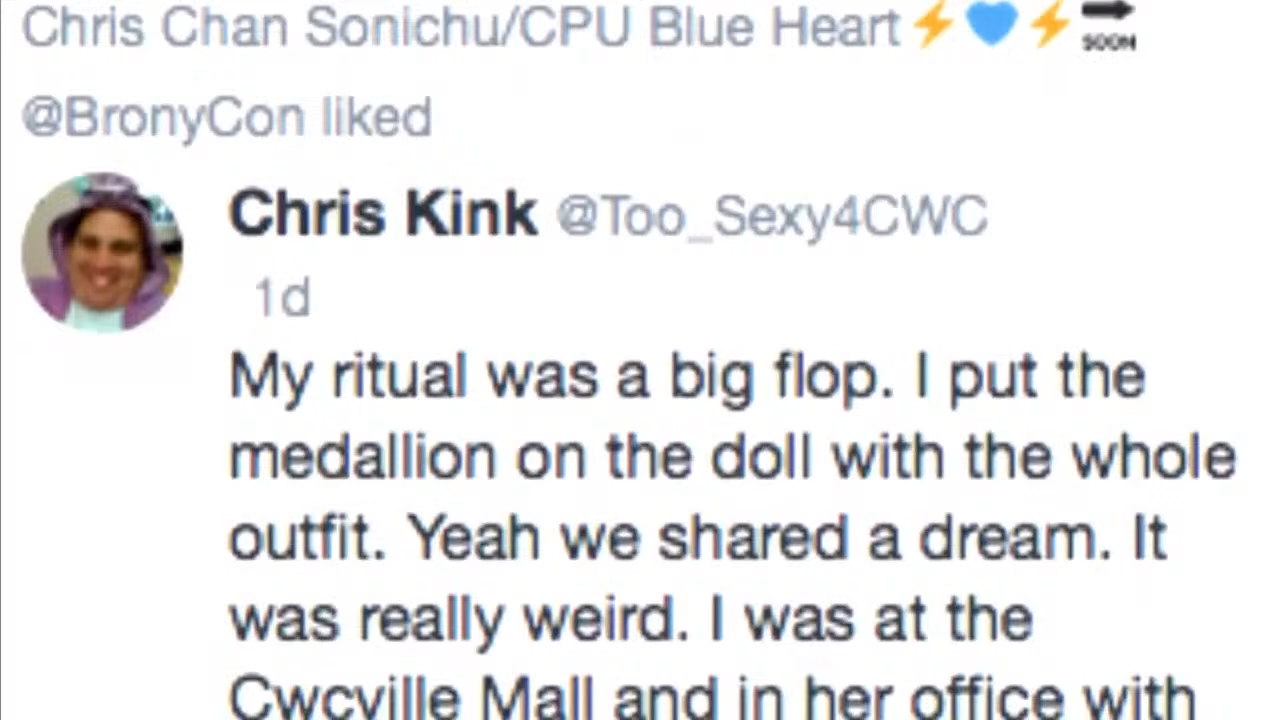 Chris Chan Sonichu/CPU Blue Heart⚡💙⚡🔜 SOON
@BronyCon liked
Chris Kink @Too_Sexy4CWC
1d
My ritual was a big flop. I put the
medallion on the doll with the whole
outfit. Yeah we shared a dream. It
was really weird. I was at the
Cwcville Mall and in her office with